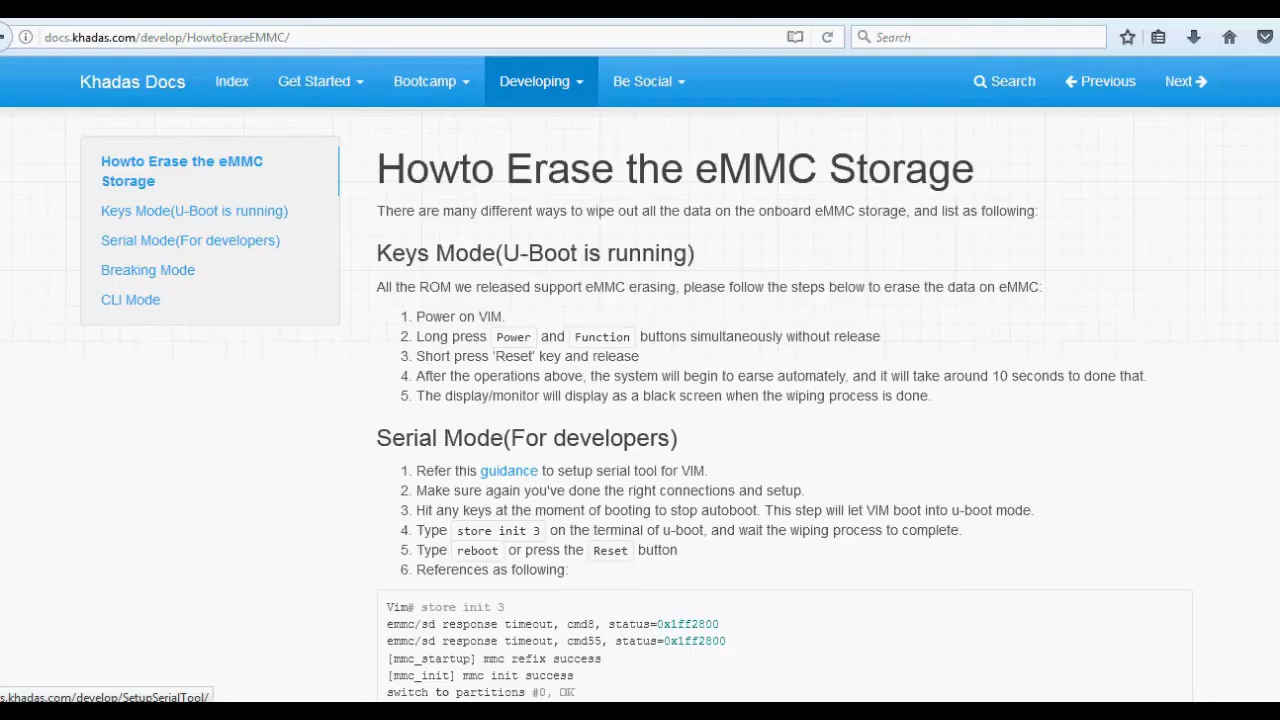 docs.khadas.com/develop/HowtoEraseEMMC/
Search
Khadas Docs Index Get Started Bootcamp Developing Be Social Search Previous Next
Howto Erase the eMMC
Storage
Keys Mode(U-Boot is running)
Serial Mode(For developers)
Breaking Mode
CLI Mode
Howto Erase the eMMC Storage
There are many different ways to wipe out all the data on the onboard eMMC storage, and list as following:
Keys Mode(U-Boot is running)
All the ROM we released support eMMC erasing, please follow the steps below to erase the data on eMMC:
1. Power on VIM.
2. Long press Power and Function buttons simultaneously without release
3. Short press 'Reset' key and release
4. After the operations above, the system will begin to earse automately, and it will take around 10 seconds to done that.
5. The display/monitor will display as a black screen when the wiping process is done.
Serial Mode(For developers)
1. Refer this guidance to setup serial tool for VIM.
2. Make sure again you've done the right connections and setup.
3. Hit any keys at the moment of booting to stop autoboot. This step will let VIM boot into u-boot mode.
4. Type store init 3 on the terminal of u-boot, and wait the wiping process to complete.
5. Type reboot or press the Reset button
6. References as following:
Vim# store init 3
emmc/sd response timeout, cmd8, status=0x1ff2800
emmc/sd response timeout, cmd55, status=0x1ff2800
[mmc_startup] mmc refix success
[mmc_init] mmc init success
switch to partitions #0, OK
s.khadas.com/develop/SetupSerialTool/